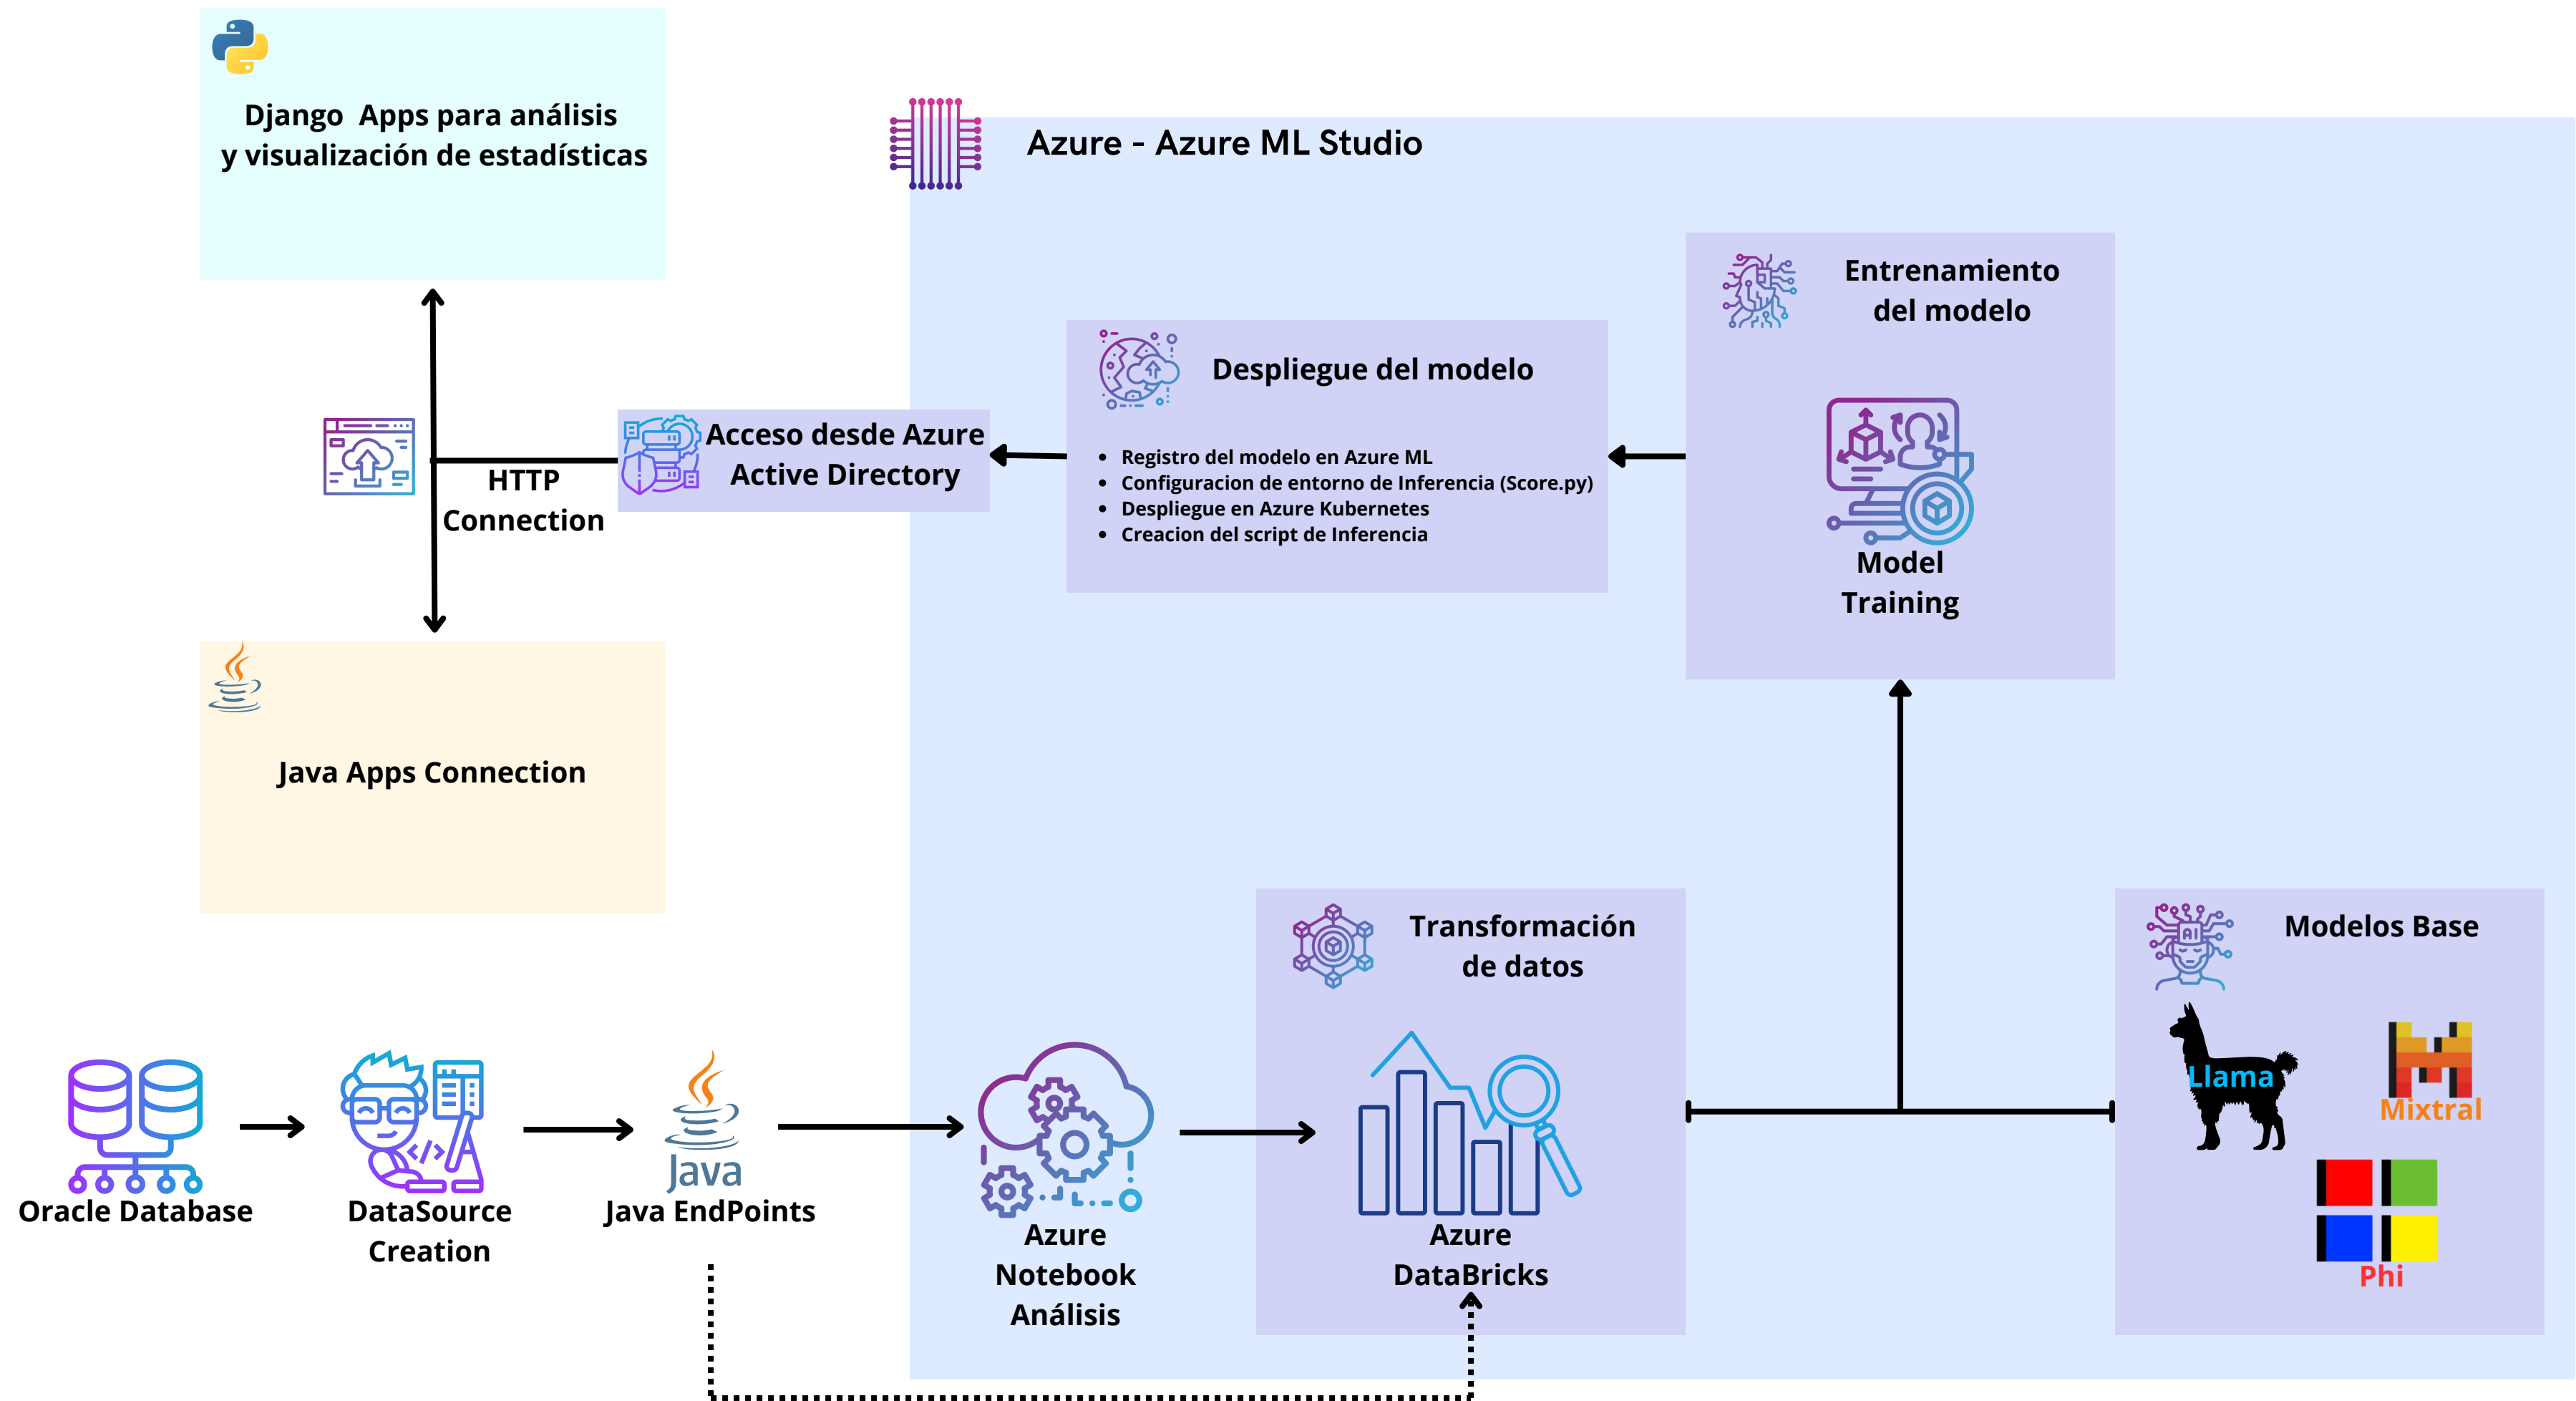 Django  Apps para análisis
y visualización de estadísticas
Azure - Azure ML Studio
Entrenamiento
del modelo
Despliegue del modelo
Acceso desde Azure
Active Directory
• Registro del modelo en Azure ML
• Configuracion de entorno de Inferencia (Score.py)
• Despliegue en Azure Kubernetes
• Creacion del script de Inferencia
HTTP
Connection
Model
Training
Java Apps Connection
Transformación
de datos
Modelos Base
AI
Llama
Mixtral
Phi
Java
Oracle Database
DataSource
Creation
Java EndPoints
Azure
Notebook
Análisis
Azure
DataBricks